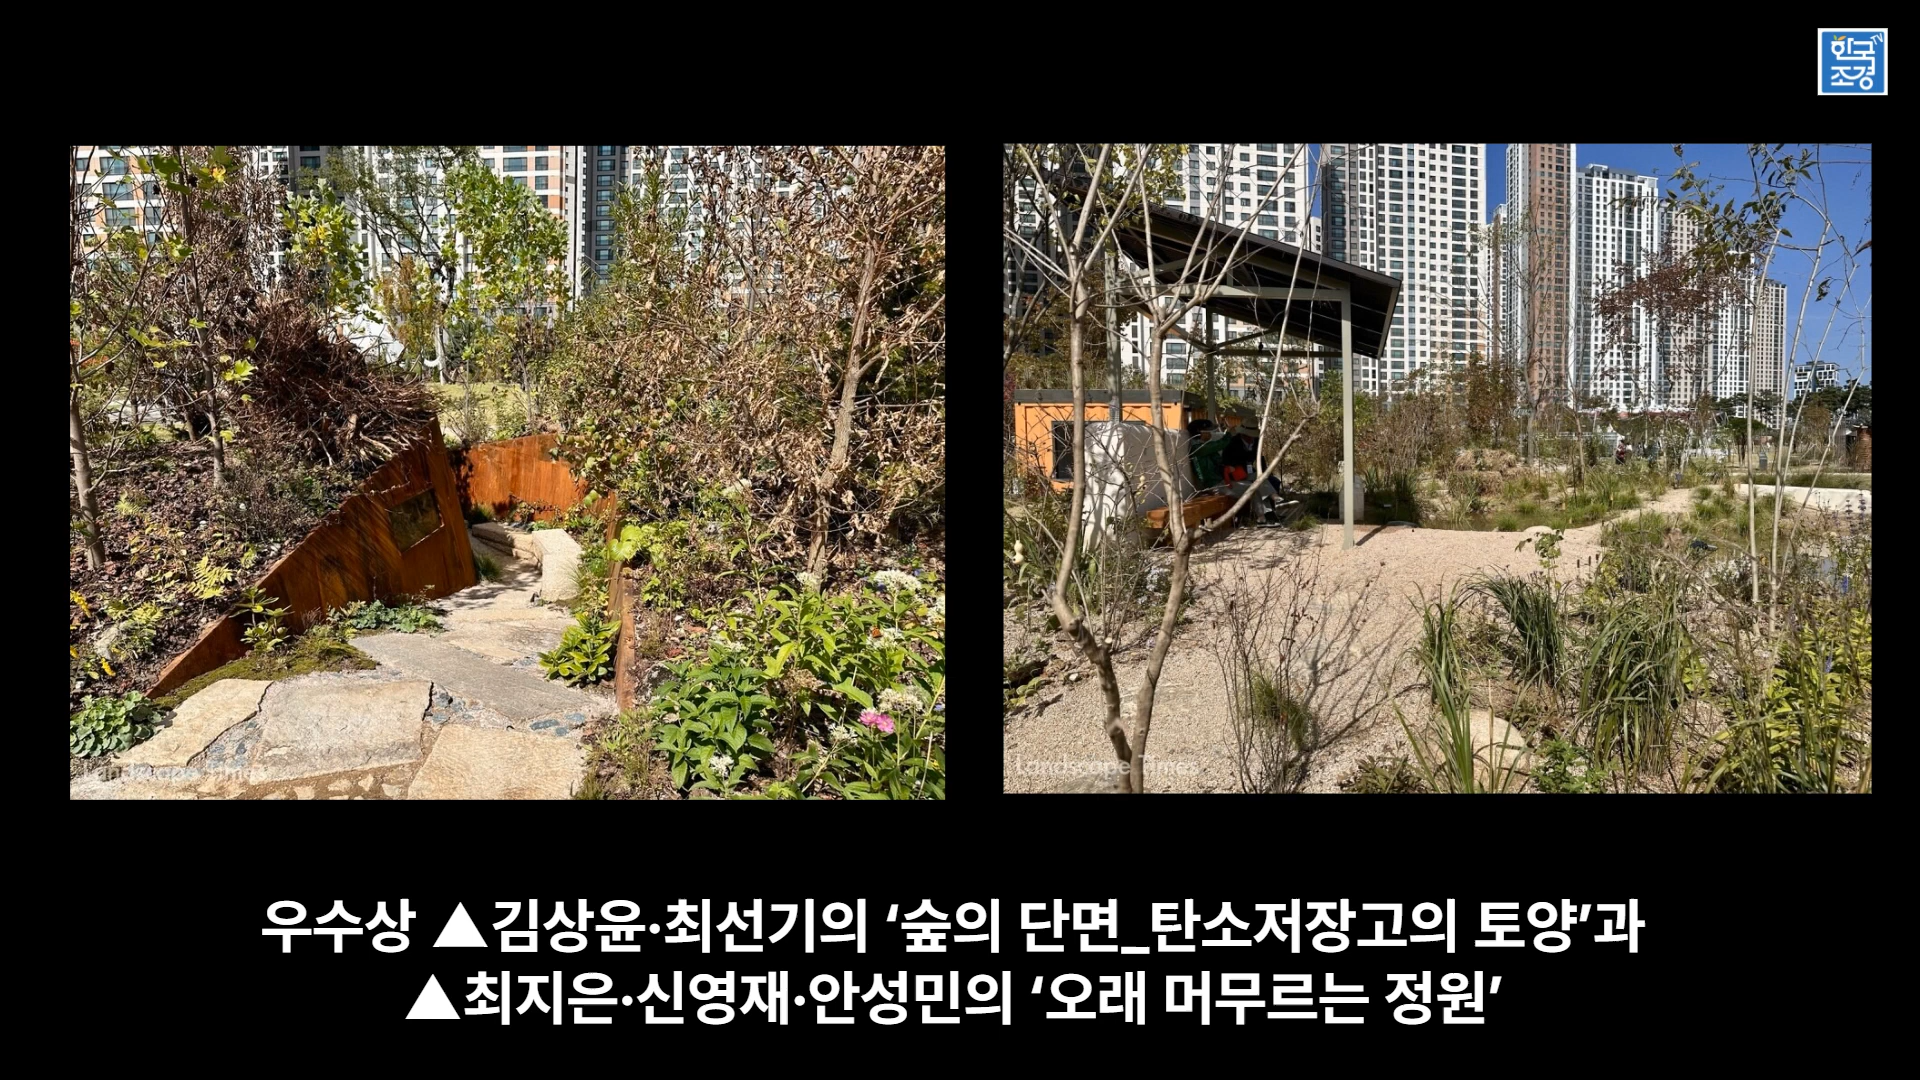 한국TV
조경
Landscape Times
Landscape Times
우수상 ▲김상윤·최선기의 ‘숲의 단면_탄소저장고의 토양’과
▲최지은·신영재·안성민의 ‘오래 머무르는 정원’